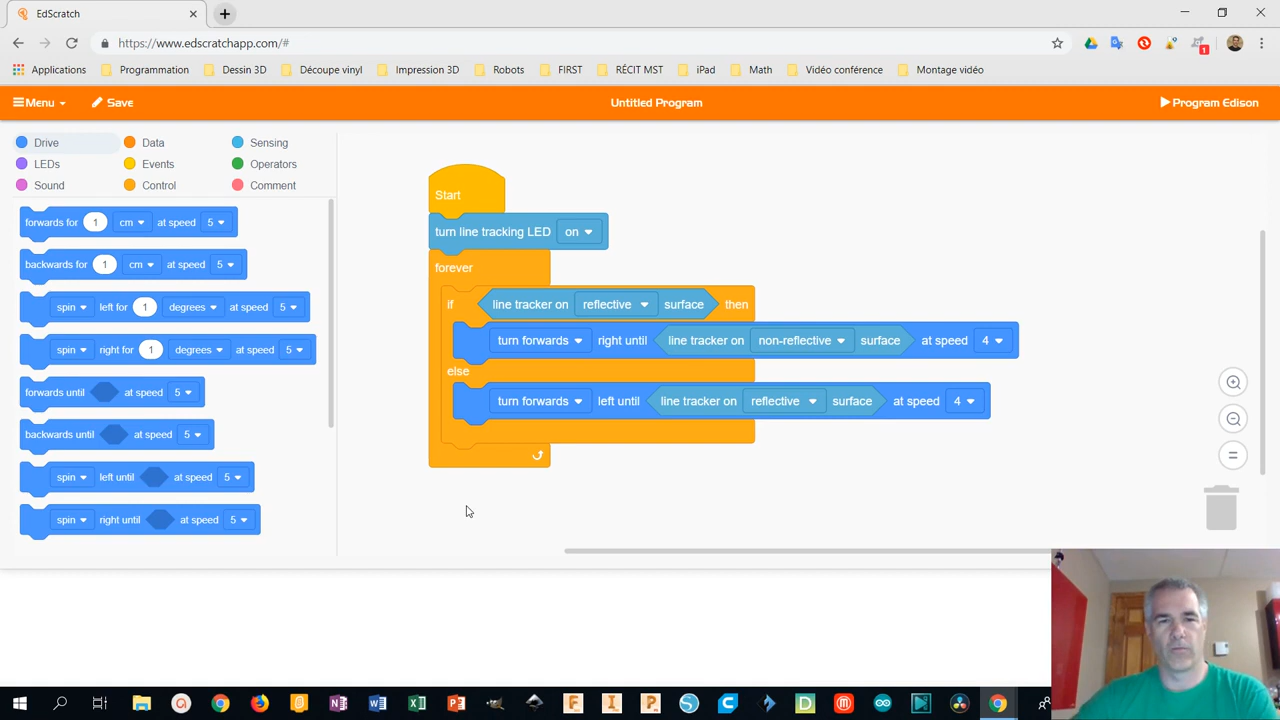 EdScratch
https://www.edscratchapp.com/#
1
Applications Programmation Dessin 3D Découpe vinyl Impression 3D Robots FIRST RÉCIT MST iPad Math Vidéo conférence Montage vidéo
Menu Save Untitled Program Program Edison
Drive Data Sensing
LEDs Events Operators
Sound Control Comment
forwards for 1 cm at speed 5
backwards for 1 cm at speed 5
spin left for 1 degrees at speed 5
spin right for 1 degrees at speed 5
forwards until at speed 5
backwards until at speed 5
spin left until at speed 5
spin right until at speed 5
Start
turn line tracking LED on
forever
if line tracker on reflective surface then
turn forwards right until line tracker on non-reflective surface at speed 4
else
turn forwards left until line tracker on reflective surface at speed 4